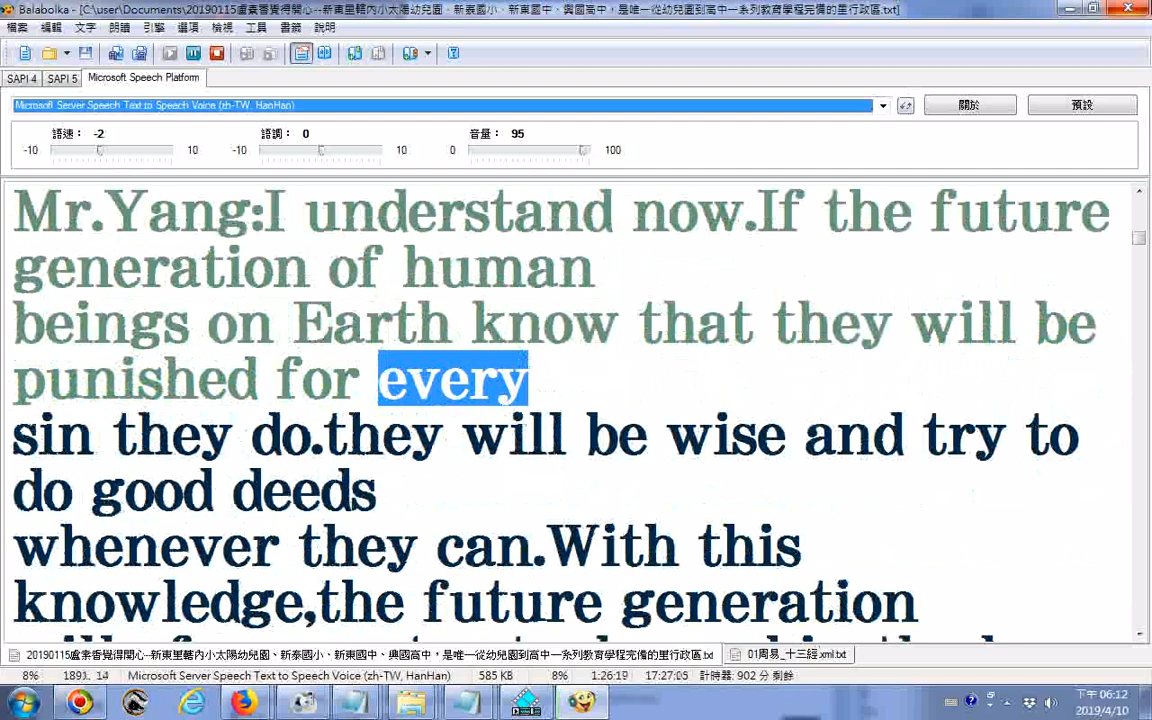 Balabolka - [C:\user\Documents\20190115盧素香覺得開心--新東里轄內小太陽幼兒園、新泰國小、新東國中、興國高中，是唯一從幼兒園到高中一系列教育學程完備的里行政區.txt]
檔案 編輯 文字 朗讀 引擎 選項 檢視 工具 書籤 說明
SAPI 4 SAPI 5 Microsoft Speech Platform
Microsoft Server Speech Text to Speech Voice (zh-TW, HanHan)
關於 預設
語速： -2 語調： 0 音量： 95
-10 10 -10 10 0 100
Mr.Yang:I understand now.If the future
generation of human
beings on Earth know that they will be
punished for every
sin they do.they will be wise and try to
do good deeds
whenever they can.With this
knowledge,the future generation
20190115盧素香覺得開心--新東里轄內小太陽幼兒園、新泰國小、新東國中、興國高中，是唯一從幼兒園到高中一系列教育學程完備的里行政區.txt 01周易_十三經.xml.txt
8% 1891, 14 Microsoft Server Speech Text to Speech Voice (zh-TW, HanHan) 585 KB 8% 1:26:19 17:27:05 計時器: 902 分 剩餘
下午 06:12
2019/4/10